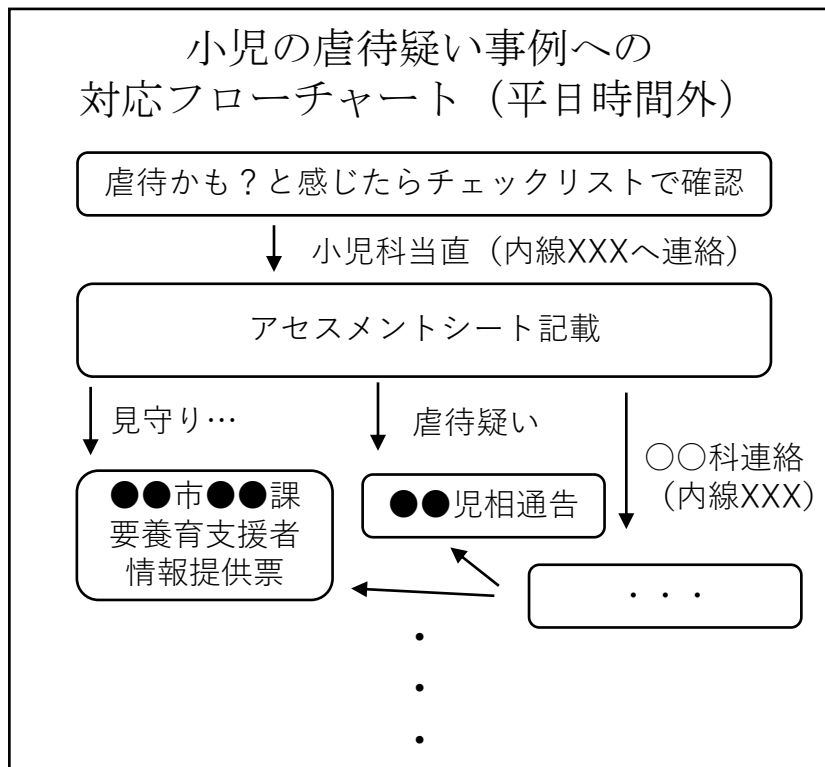 小児の虐待疑い事例への
対応フローチャート（平日時間外）
虐待かも？と感じたらチェックリストで確認
小児科当直（内線XXXへ連絡）
アセスメントシート記載
見守り…
虐待疑い
○○科連絡
（内線XXX）
●●市●●課
要養育支援者
情報提供票
●●児相通告
・・・
・
・
・